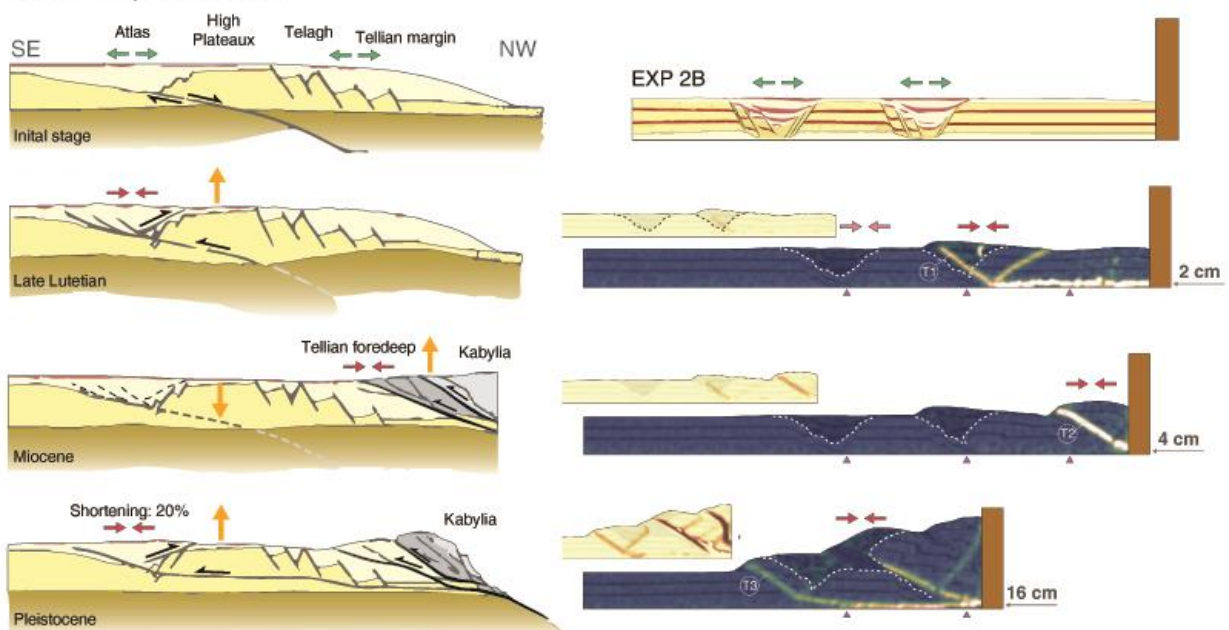 High
Atlas
Plateaux
Telagh
Tellian margin
SE
NW
Inital stage
Late Lutetian
Tellian foredeep
Kabylia
Miocene
Shortening: 20%
Kabylia
Pleistocene
EXP 2B
T1
2 cm
T2
4 cm
T3
16 cm